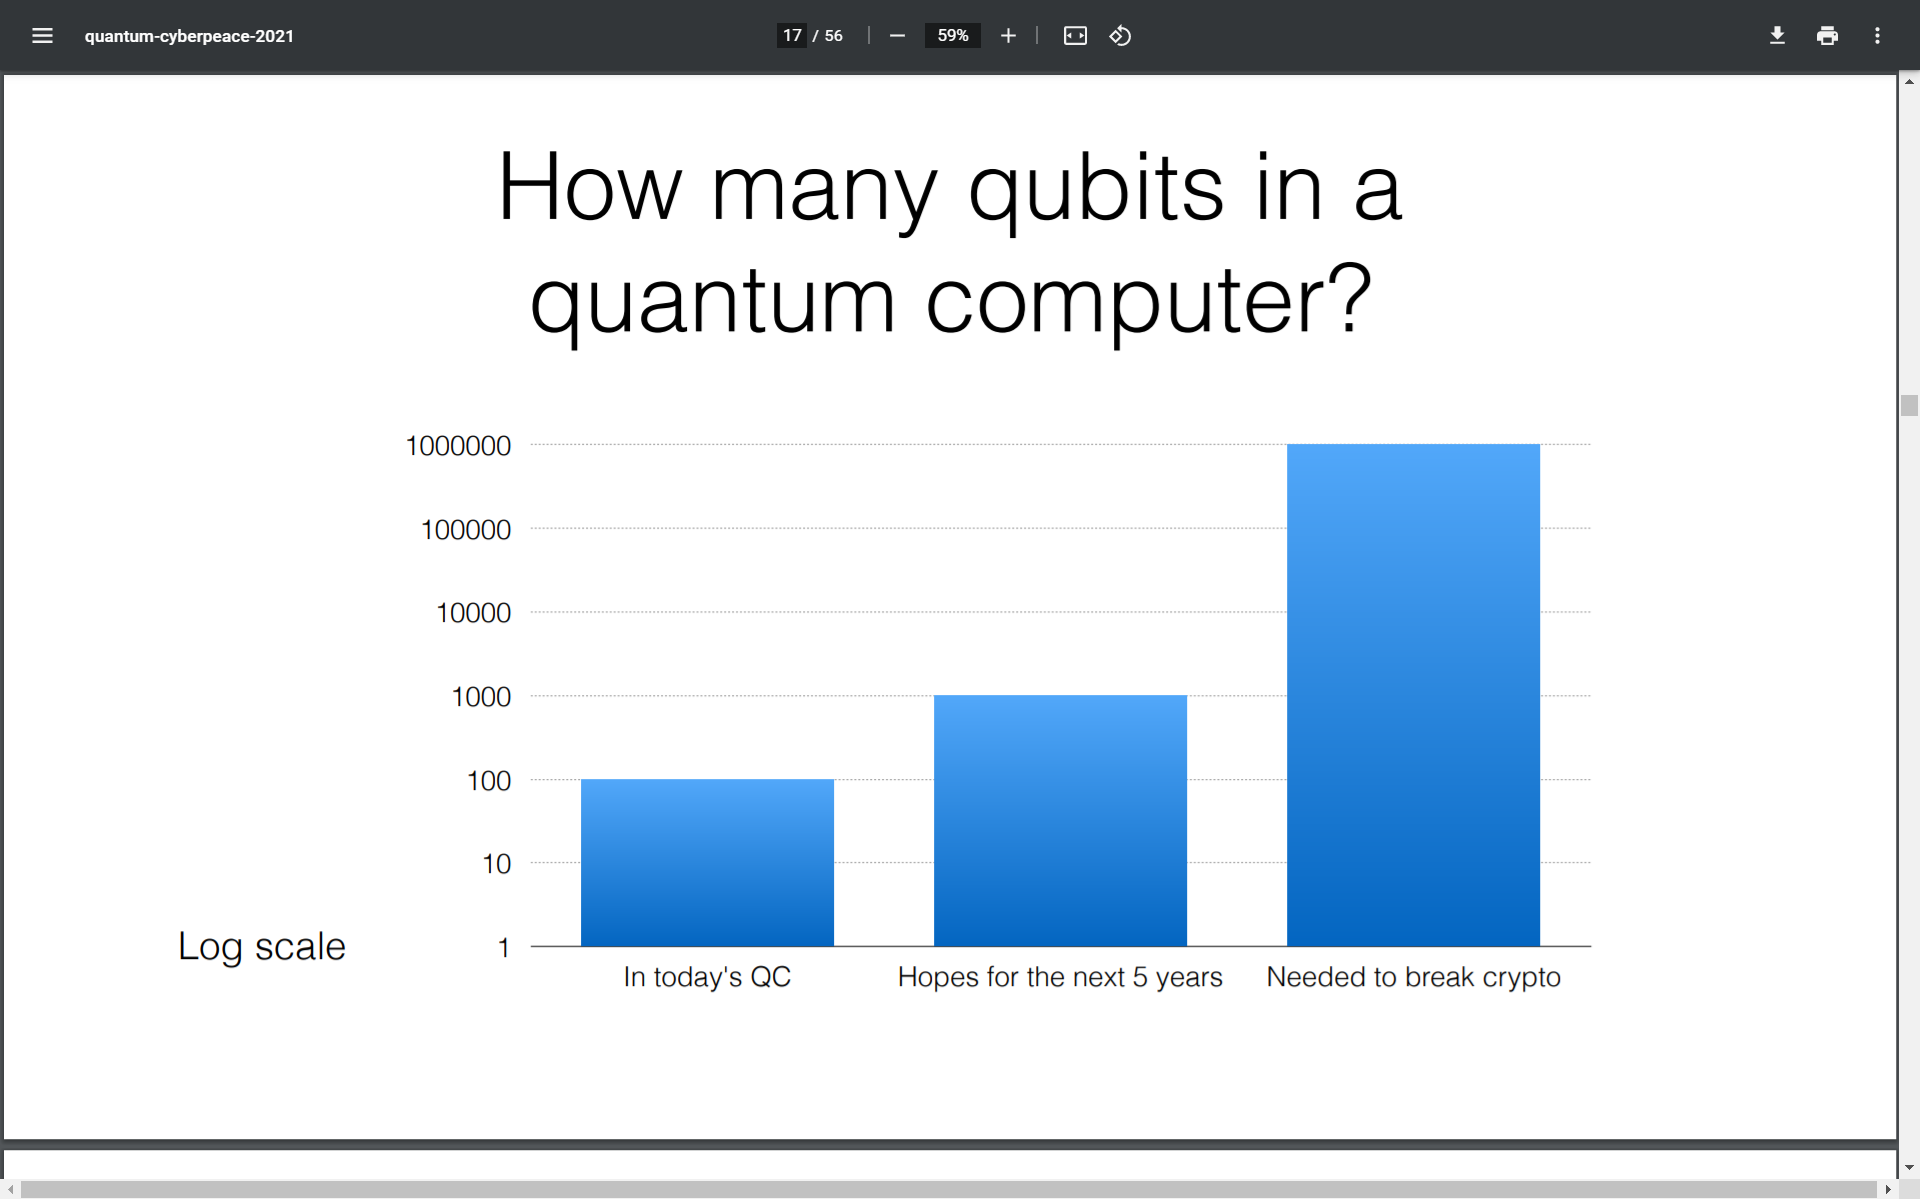 quantum-cyberpeace-2021
17 / 56
59%
How many qubits in a
quantum computer?
1000000
100000
10000
1000
100
10
1
Log scale
In today's QC
Hopes for the next 5 years
Needed to break crypto